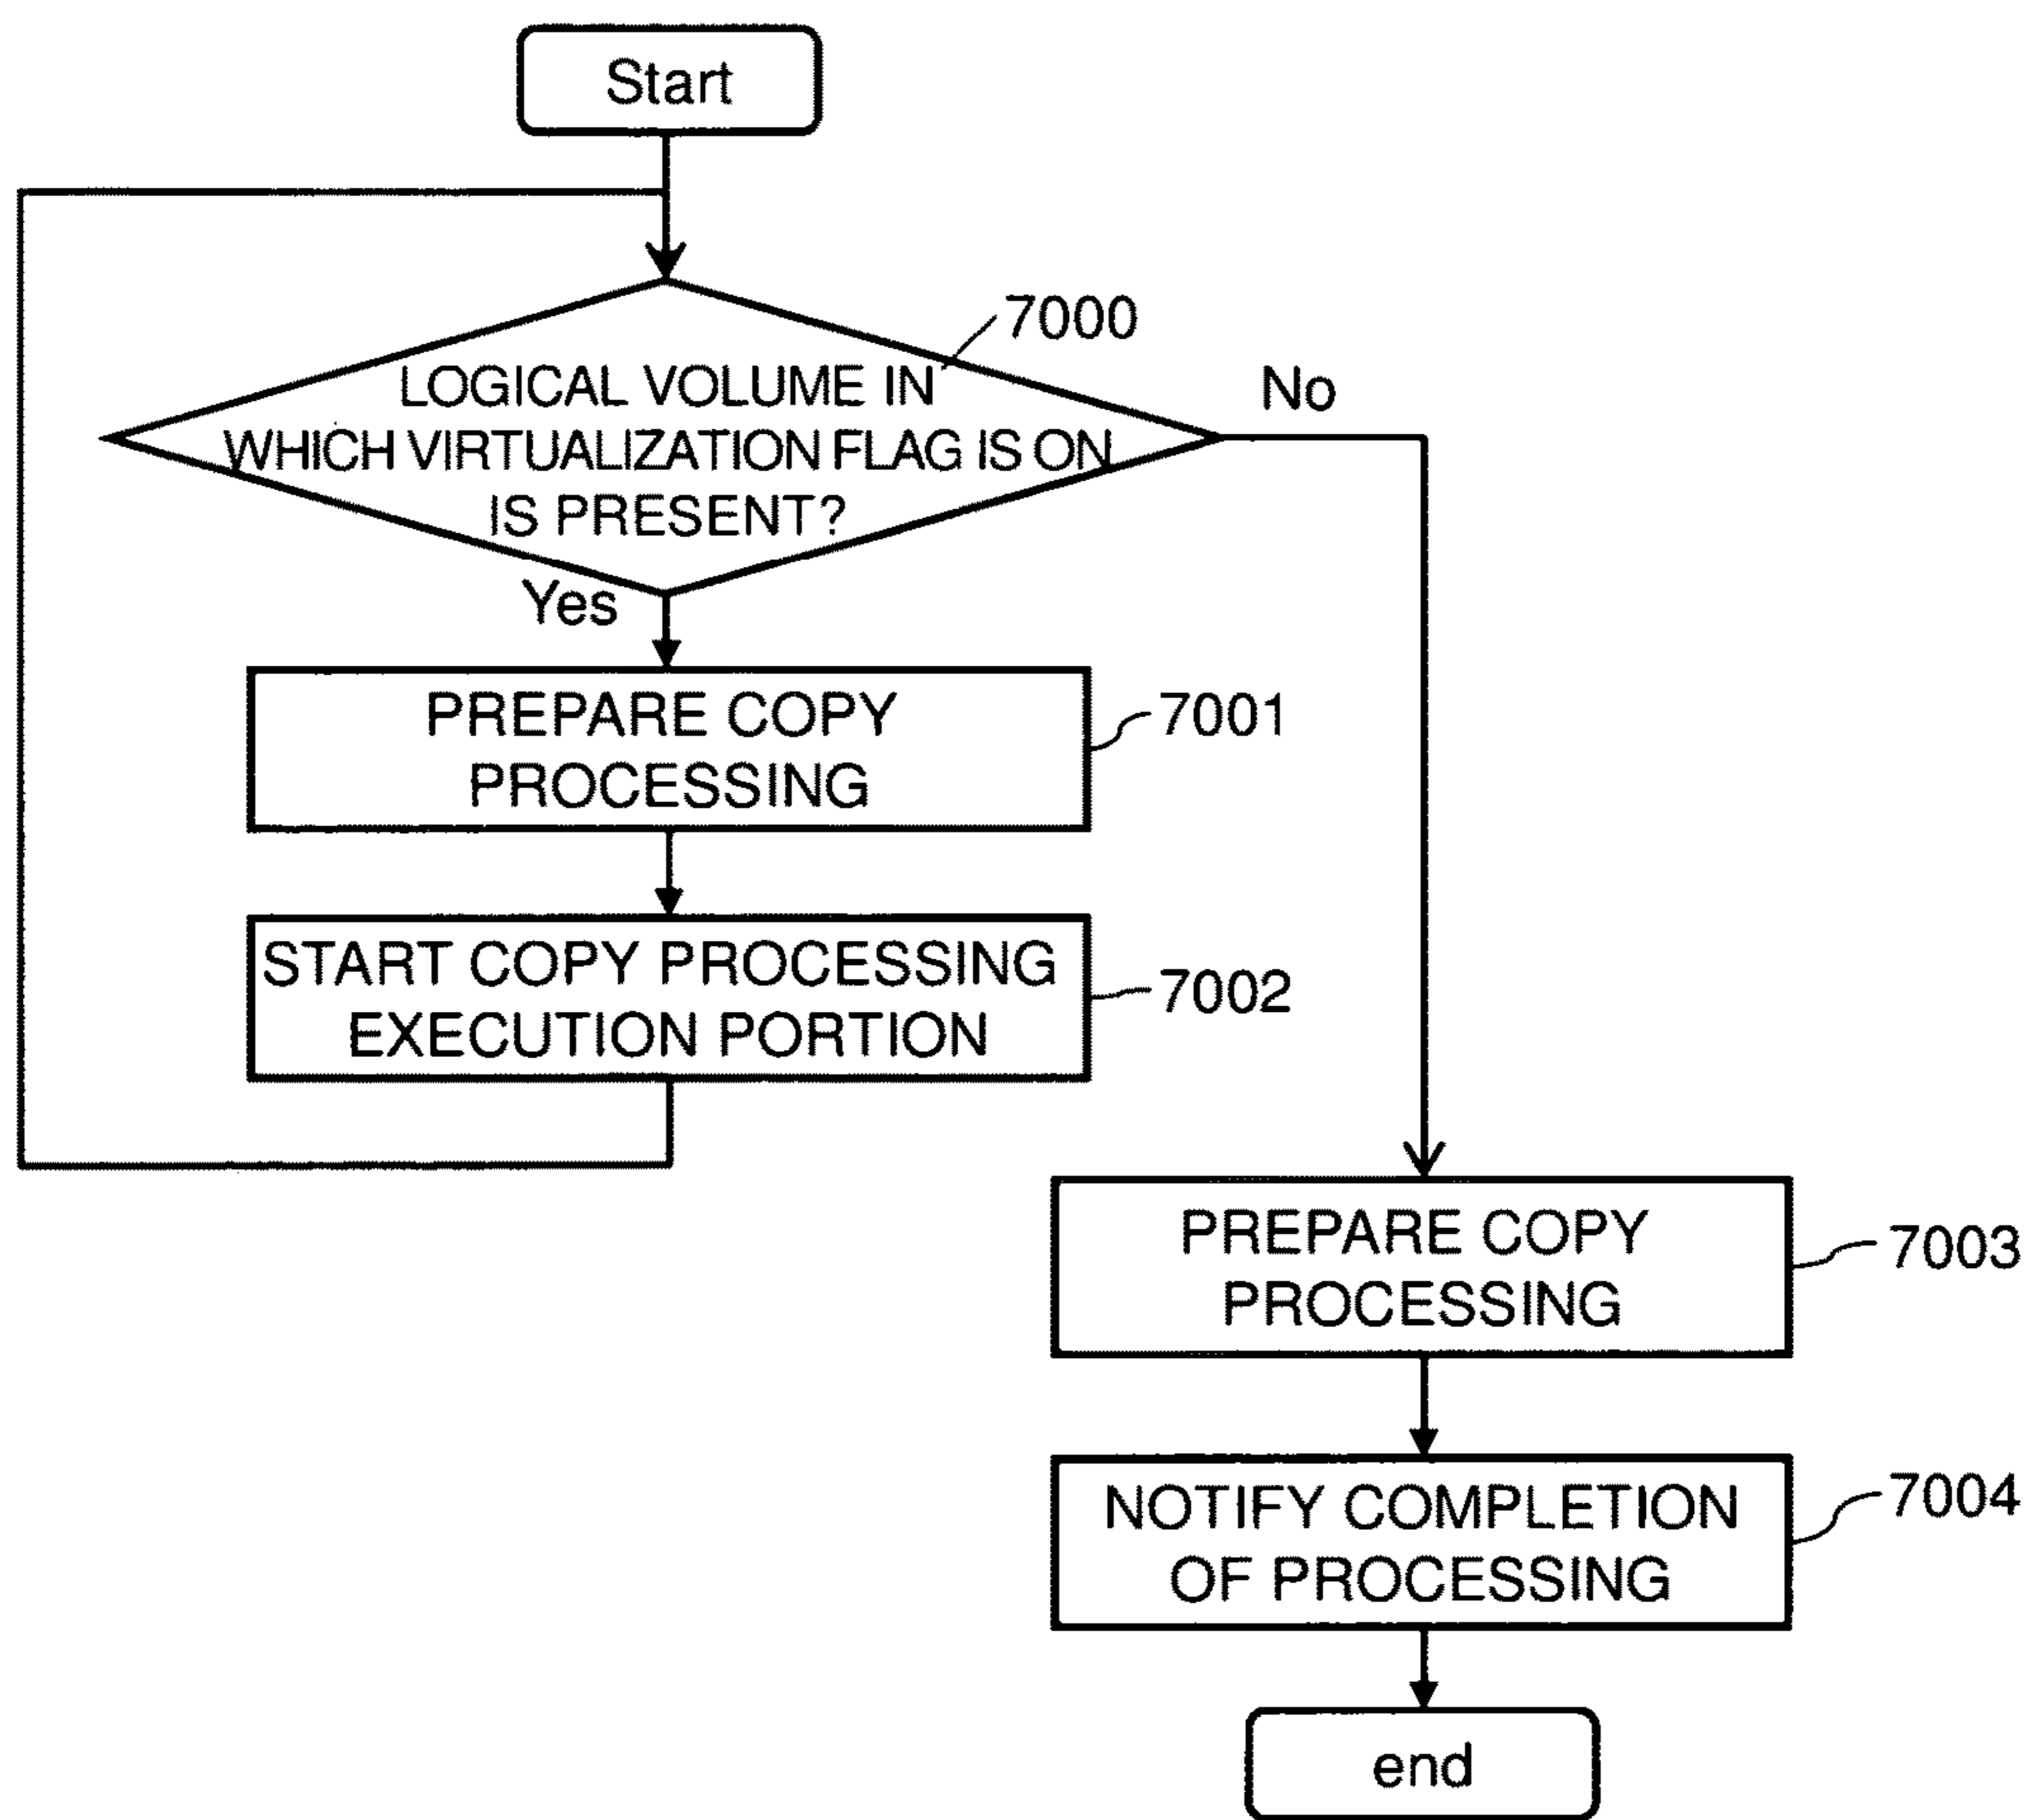 Start
7000
LOGICAL VOLUME IN
WHICH VIRTUALIZATION FLAG IS ON
IS PRESENT?
No
Yes
PREPARE COPY
PROCESSING
7001
START COPY PROCESSING
EXECUTION PORTION
7002
PREPARE COPY
PROCESSING
7003
NOTIFY COMPLETION
OF PROCESSING
7004
end